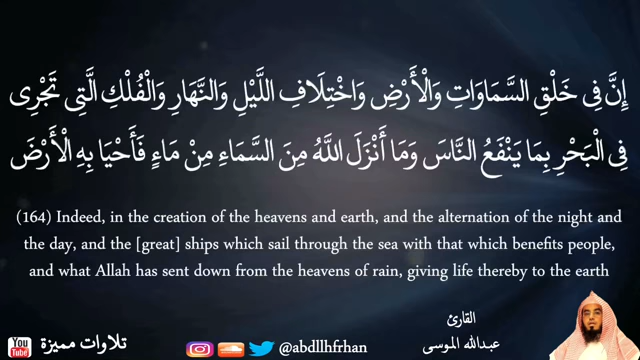 إِنَّ فِى خَلْقِ السَّمَاوَاتِ وَالْأَرْضِ وَاخْتِلَافِ اللَّيْلِ وَالنَّهَارِ وَالْفُلْكِ الَّتِى تَجْرِى
فِى الْبَحْرِ بِمَا يَنْفَعُ النَّاسَ وَمَا أَنْزَلَ اللَّهُ مِنَ السَّمَاءِ مِنْ مَاءٍ فَأَحْيَا بِهِ الْأَرْضَ
(164) Indeed, in the creation of the heavens and earth, and the alternation of the night and
the day, and the [great] ships which sail through the sea with that which benefits people,
and what Allah has sent down from the heavens of rain, giving life thereby to the earth
القارئ
عبدالله الموسى
You Tube
تلاوات مميزة
@abdllhfrhan